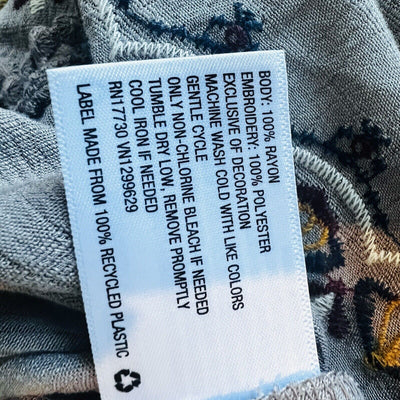 BODY: 100% RAYON
EMBROIDERY: 100% POLYESTER
EXCLUSIVE OF DECORATION
MACHINE WASH COLD WITH LIKE COLORS
GENTLE CYCLE
ONLY NON-CHLORINE BLEACH IF NEEDED
TUMBLE DRY LOW, REMOVE PROMPTLY
COOL IRON IF NEEDED
RN17730 VN1299629
LABEL MADE FROM 100% RECYCLED PLASTIC